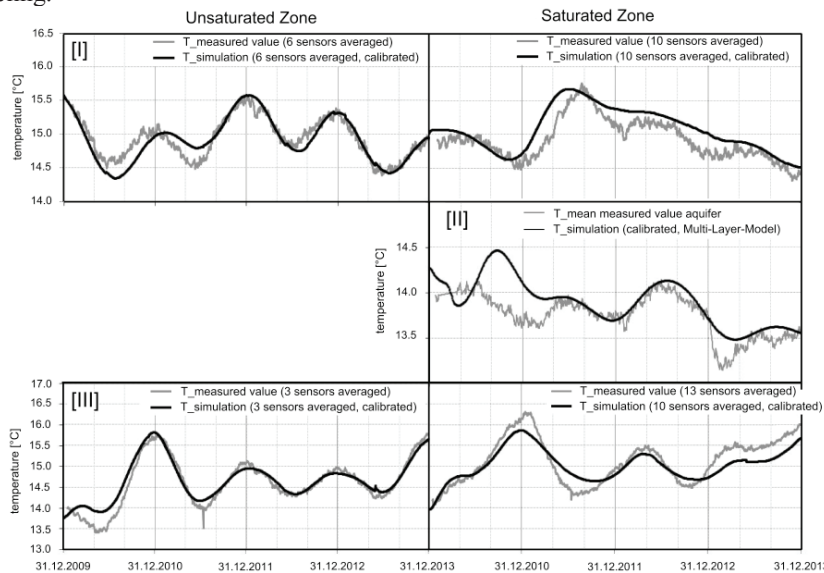 Unsaturated Zone
Saturated Zone
16.5
16.0
15.5
15.0
14.5
14.0
temperature [°C]
[I]
T_measured value (6 sensors averaged)
T_simulation (6 sensors averaged, calibrated)
T_measured value (10 sensors averaged)
T_simulation (10 sensors averaged, calibrated)
[II]
T_mean measured value aquifer
T_simulation (calibrated, Multi-Layer-Model)
14.5
14.0
13.5
temperature [°C]
17.0
16.5
16.0
15.5
15.0
14.5
14.0
13.5
13.0
temperature [°C]
[III]
T_measured value (3 sensors averaged)
T_simulation (3 sensors averaged, calibrated)
T_measured value (13 sensors averaged)
T_simulation (10 sensors averaged, calibrated)
31.12.2009 31.12.2010 31.12.2011 31.12.2012 31.12.2013 31.12.2010 31.12.2011 31.12.2012 31.12.2013